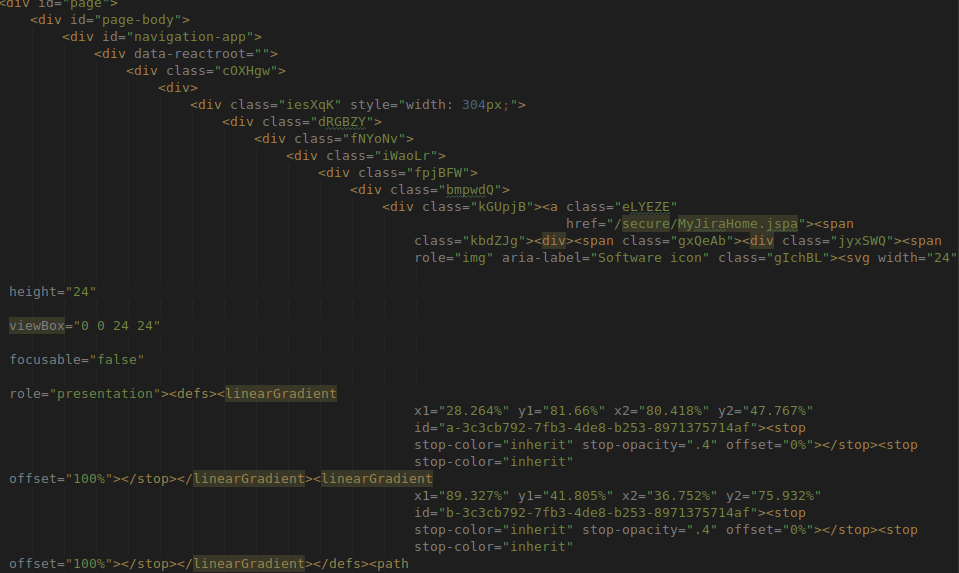 <div id="page">
<div id="page-body">
<div id="navigation-app">
<div data-reactroot="">
<div class="cOXHgw">
<div>
<div class="iesXqK" style="width: 304px;">
<div class="dRGBZY">
<div class="fNYoNv">
<div class="iWaoLr">
<div class="fpjBFW">
<div class="bmpwdQ">
<div class="kGUpjB"><a class="eLYEZE"
href="/secure/MyJiraHome.jspa"><span
class="kbdZJg"><div><span class="gxQeAb"><div class="jyxSWQ"><span
role="img" aria-label="Software icon" class="gIchBL"><svg width="24"
height="24"
viewBox="0 0 24 24"
focusable="false"
role="presentation"><defs><linearGradient
x1="28.264%" y1="81.66%" x2="80.418%" y2="47.767%"
id="a-3c3cb792-7fb3-4de8-b253-8971375714af"><stop
stop-color="inherit" stop-opacity=".4" offset="0%"></stop><stop
stop-color="inherit"
offset="100%"></stop></linearGradient><linearGradient
x1="89.327%" y1="41.805%" x2="36.752%" y2="75.932%"
id="b-3c3cb792-7fb3-4de8-b253-8971375714af"><stop
stop-color="inherit" stop-opacity=".4" offset="0%"></stop><stop
stop-color="inherit"
offset="100%"></stop></linearGradient></defs><path